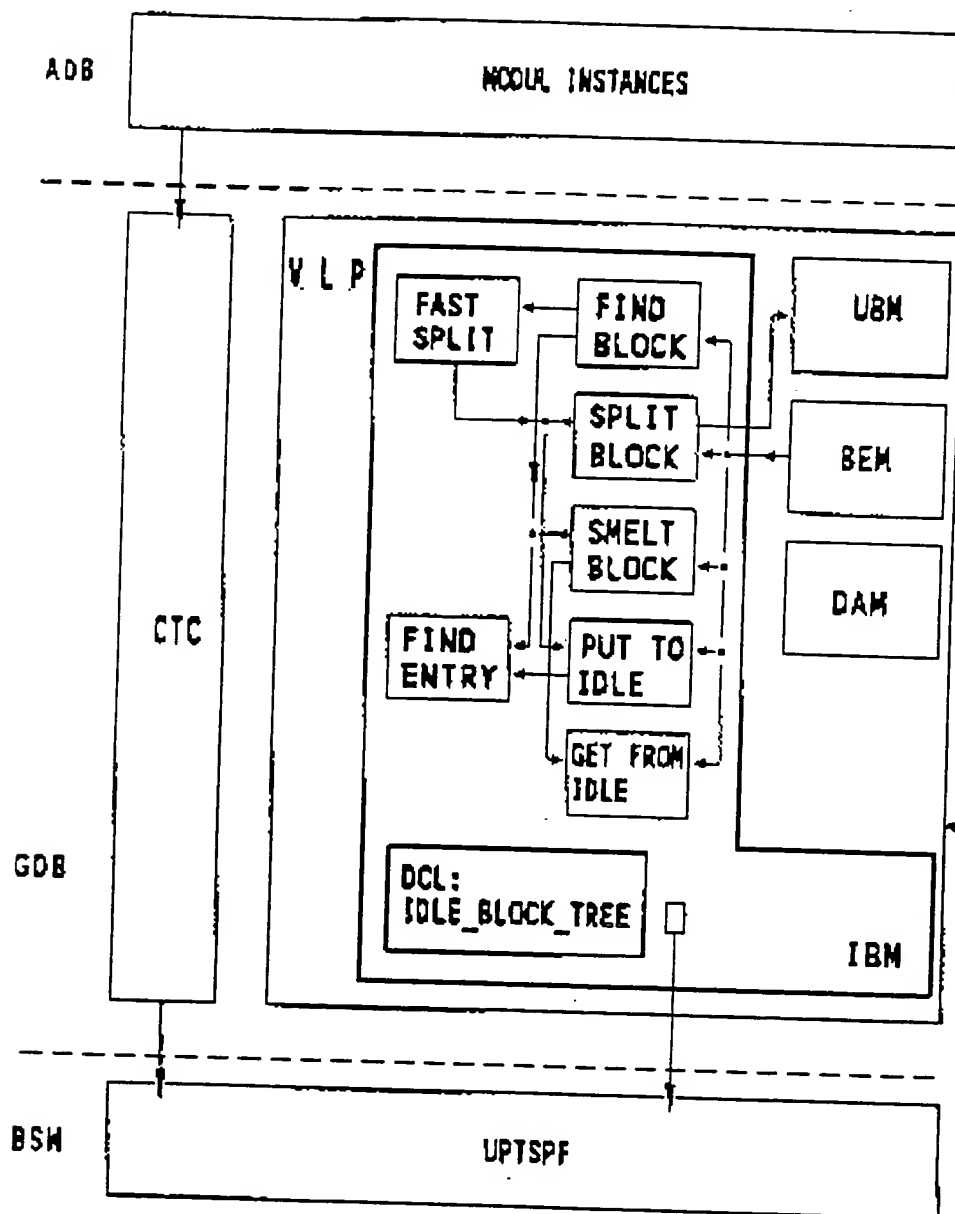 ADB
MODUL INSTANCES
V L P
FAST
SPLIT
FIND
BLOCK
UBM
SPLIT
BLOCK
BEM
SMELT
BLOCK
DAM
CTC
FIND
ENTRY
PUT TO
IDLE
GET FROM
IDLE
GDB
DCL:
IDLE_BLOCK_TREE
IBM
BSW
UPTSPF